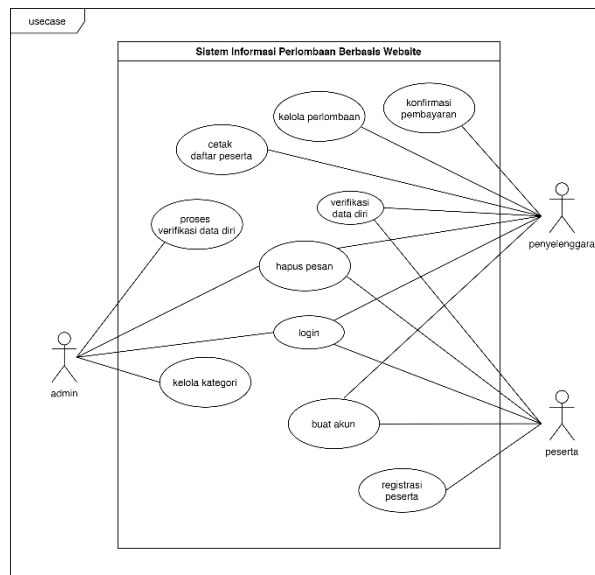 usecase
Sistem Informasi Perlombaan Berbasis Website
kelola perlombaan
konfirmasi
pembayaran
cetak
daftar peserta
verifikasi
data diri
proses
verifikasi data diri
penyelenggara
hapus pesan
login
admin
kelola kategori
buat akun
peserta
registrasi
peserta